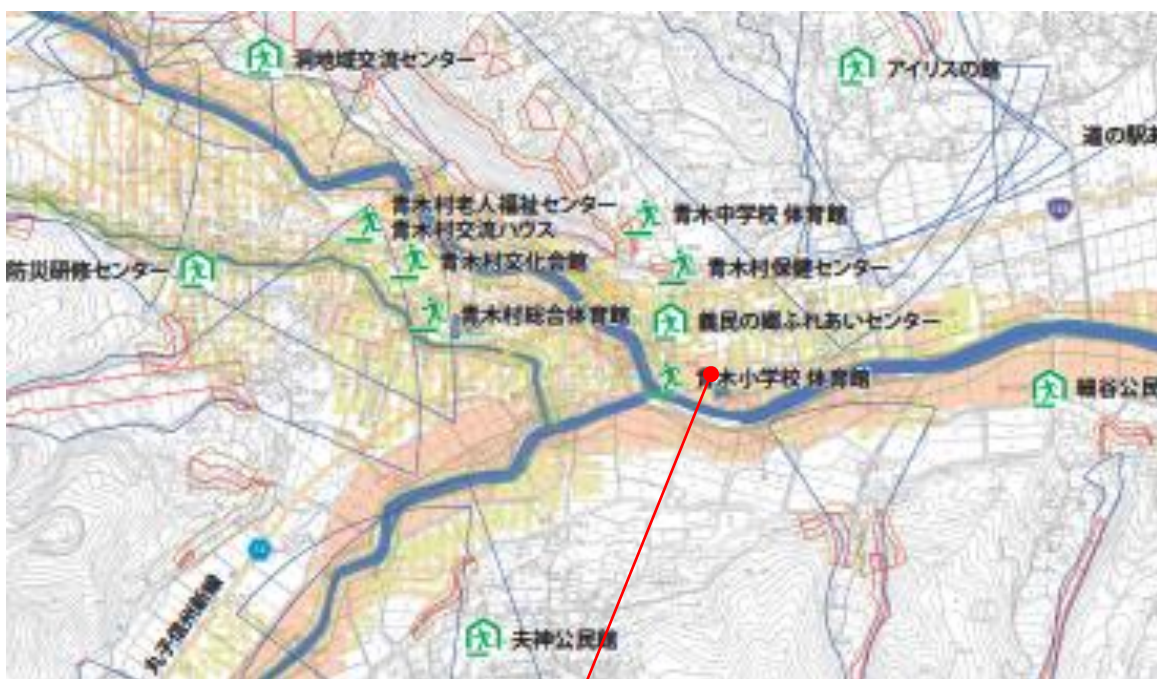 洞地域交流センター
アイリスの館
道の駅あ
青木村老人福祉センター
青木村交流ハウス
青木中学校 体育館
防災研修センター
青木村文化会館
青木村保健センター
青木村総合体育館
義民の郷ふれあいセンター
青木小学校 体育館
細谷公民
丸子信州新線
夫神公民館